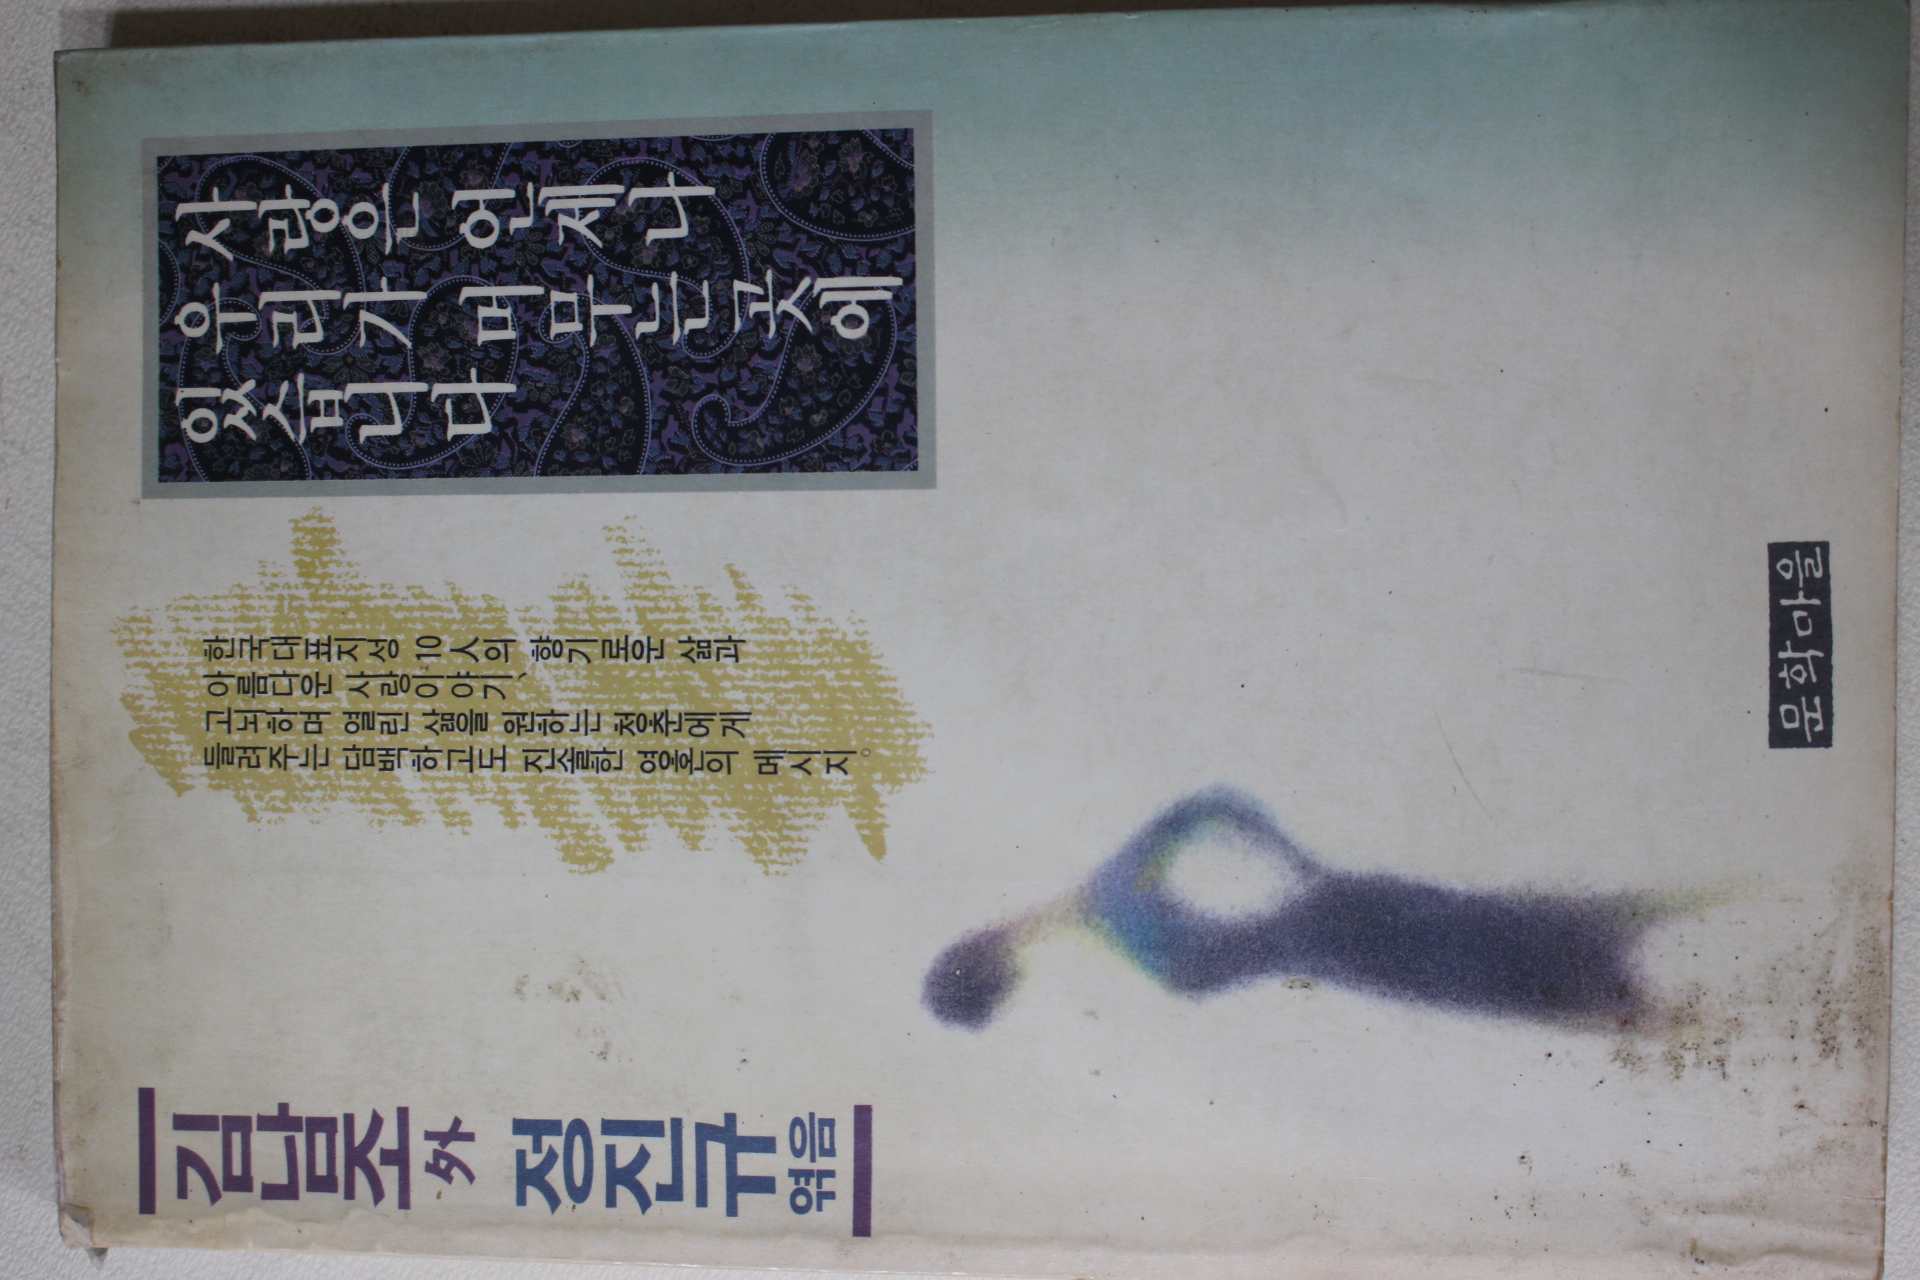 사랑은 언제나
우리가 머무는 곳에
있습니다
한국대표지성 10人의 향기로운 삶과
아름다운 사랑이야기、
고뇌하며 열린 삶을 원하는 청춘에게
들려주는 담백하고도 진솔한 영혼의 메시지。
김남조 外
정진규 엮음
문학마을